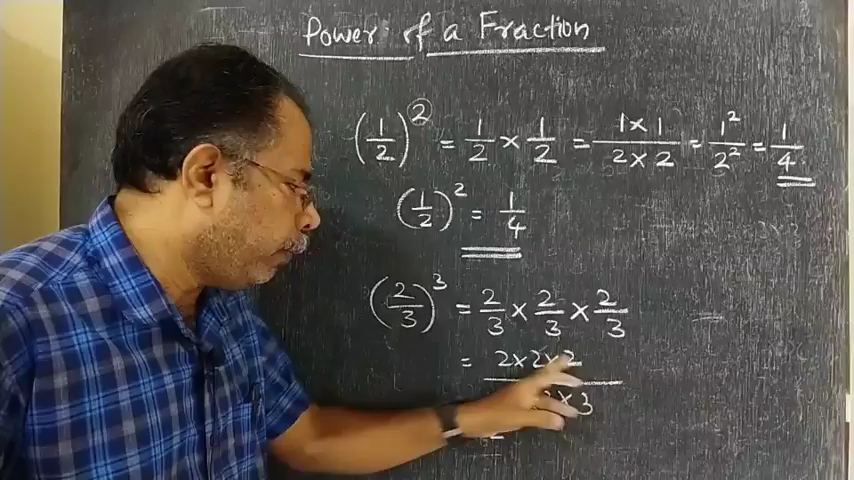 Power of a Fraction
(1/2)² = 1/2 × 1/2 = 1×1/2×2 = 1²/2² = 1/4
(1/2)² = 1/4
(2/3)³ = 2/3 × 2/3 × 2/3
= 2×2×2/×3